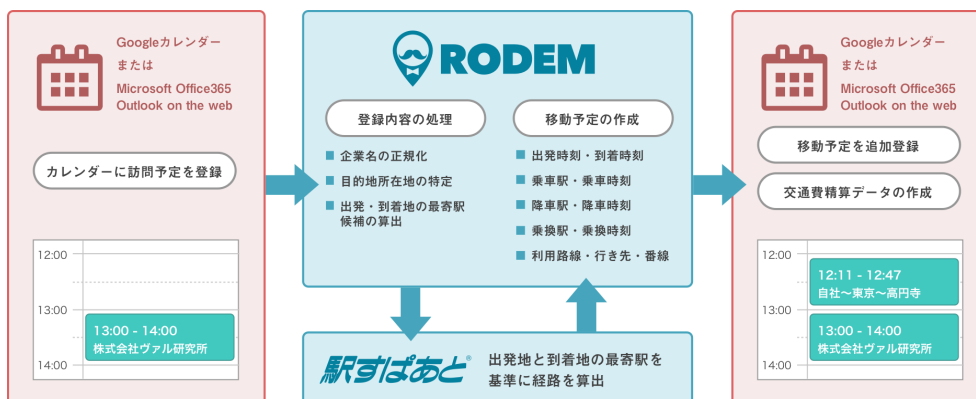 Googleカレンダー
または
Microsoft Office365
Outlook on the web
カレンダーに訪問予定を登録
12:00
13:00
13:00 - 14:00
株式会社ヴァル研究所
14:00
RODEM
登録内容の処理
企業名の正規化
目的地所在地の特定
出発・到着地の最寄駅
候補の算出
移動予定の作成
出発時刻・到着時刻
乗車駅・乗車時刻
降車駅・降車時刻
乗換駅・乗換時刻
利用路線・行き先・番線
駅すぱあと®
出発地と到着地の最寄駅を
基準に経路を算出
Googleカレンダー
または
Microsoft Office365
Outlook on the web
移動予定を追加登録
交通費精算データの作成
12:00
12:11 - 12:47
自社〜東京〜高円寺
13:00
13:00 - 14:00
株式会社ヴァル研究所
14:00